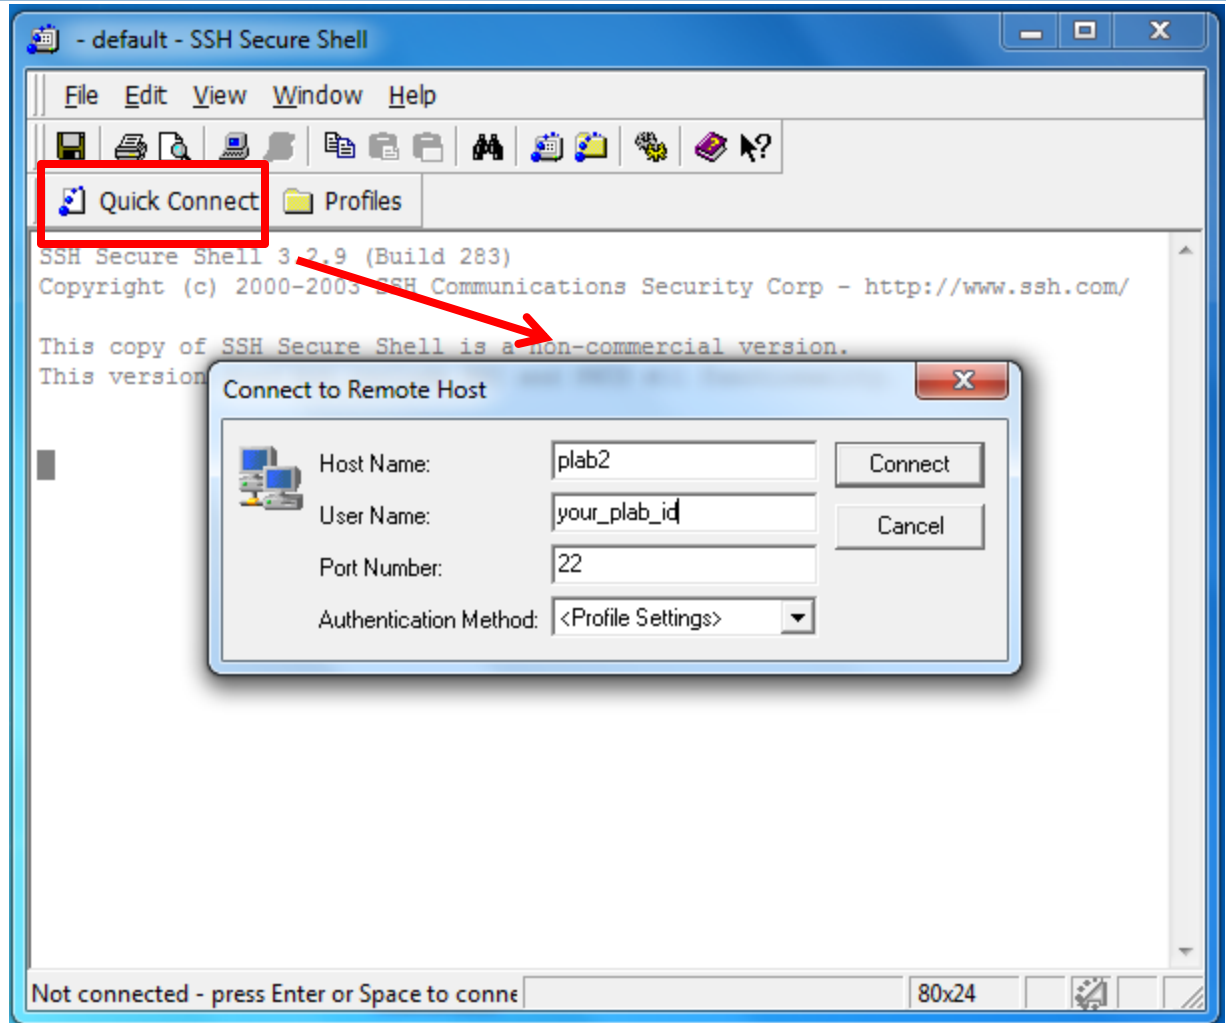 - default - SSH Secure Shell
File Edit View Window Help
Quick Connect Profiles
SSH Secure Shell 3.2.9 (Build 283)
Copyright (c) 2000-2003 SSH Communications Security Corp - http://www.ssh.com/
This copy of SSH Secure Shell is a non-commercial version.
This version
Connect to Remote Host
Host Name: plab2 Connect
User Name: your_plab_id Cancel
Port Number: 22
Authentication Method: <Profile Settings>
Not connected - press Enter or Space to conne 80x24